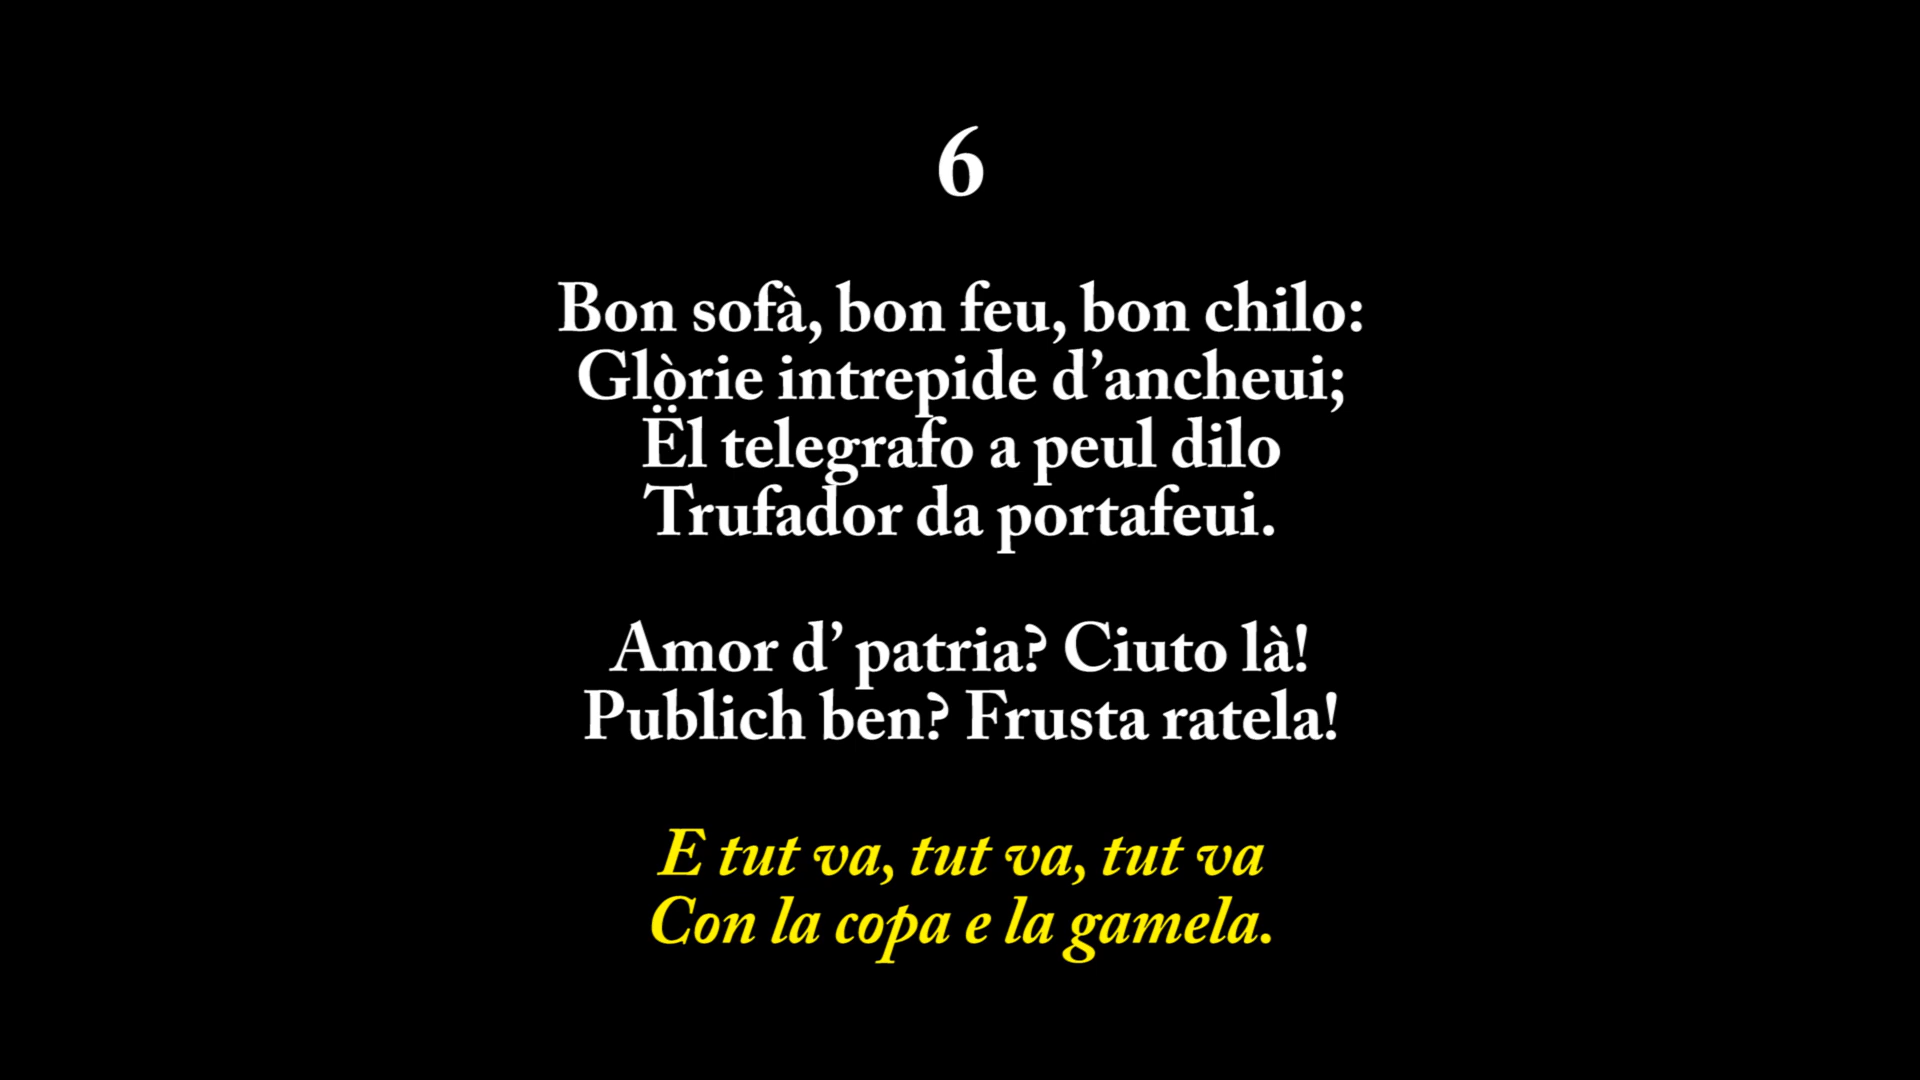 6
Bon sofà, bon feu, bon chilo:
Glòrie intrepide d’ancheui;
Ël telegrafo a peul dilo
Trufador da portafeui.
Amor d’ patria? Ciuto là!
Publich ben? Frusta ratela!
E tut va, tut va, tut va
Con la copa e la gamela.